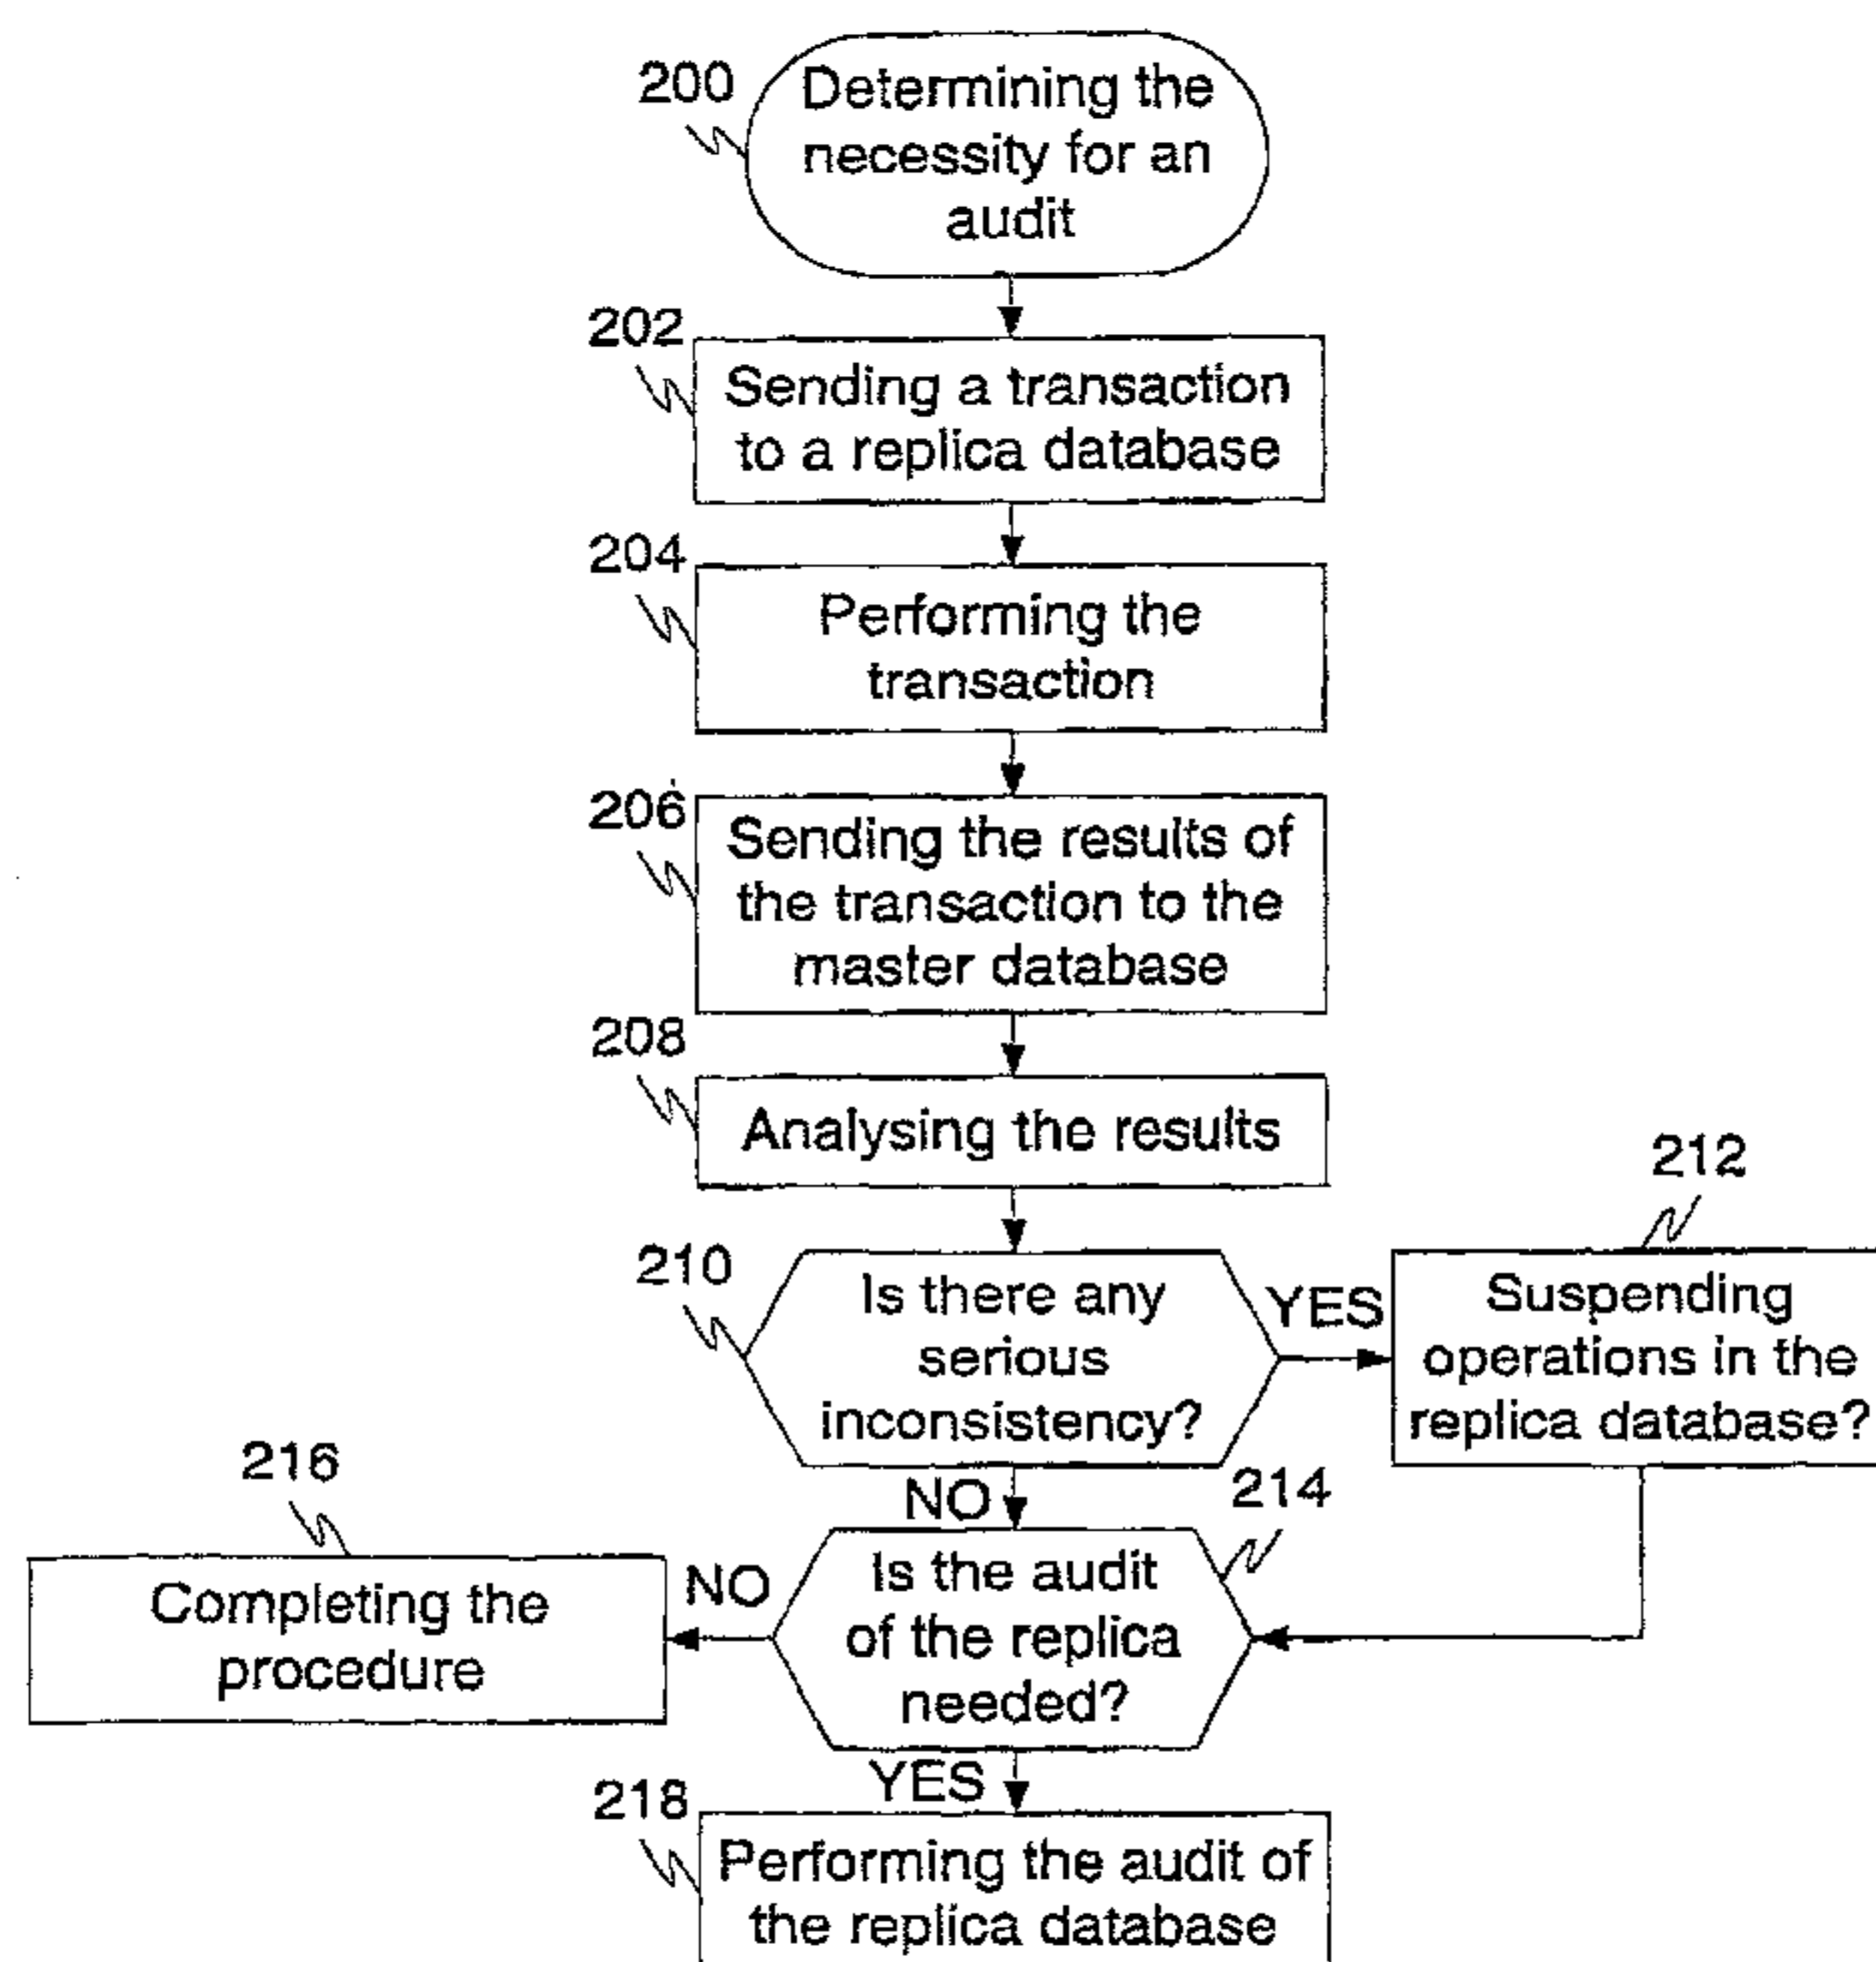 200
Determining the
necessity for an
audit
202
Sending a transaction
to a replica database
204
Performing the
transaction
206
Sending the results of
the transaction to the
master database
208
Analysing the results
210
Is there any
serious
inconsistency?
YES
212
Suspending
operations in the
replica database?
NO
214
Is the audit
of the replica
needed?
NO
216
Completing the
procedure
YES
218
Performing the audit of
the replica database